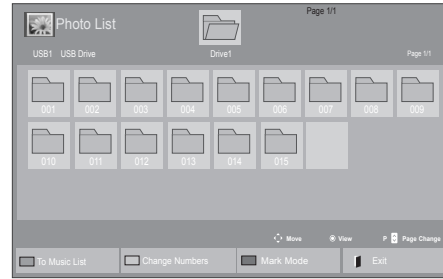 Page 1/1
Photo List
USB1 USB Drive Drive1 Page 1/1
001 002 003 004 005 006 007 008 009
010 011 012 013 014 015
Move View P Page Change
To Music List Change Numbers Mark Mode Exit